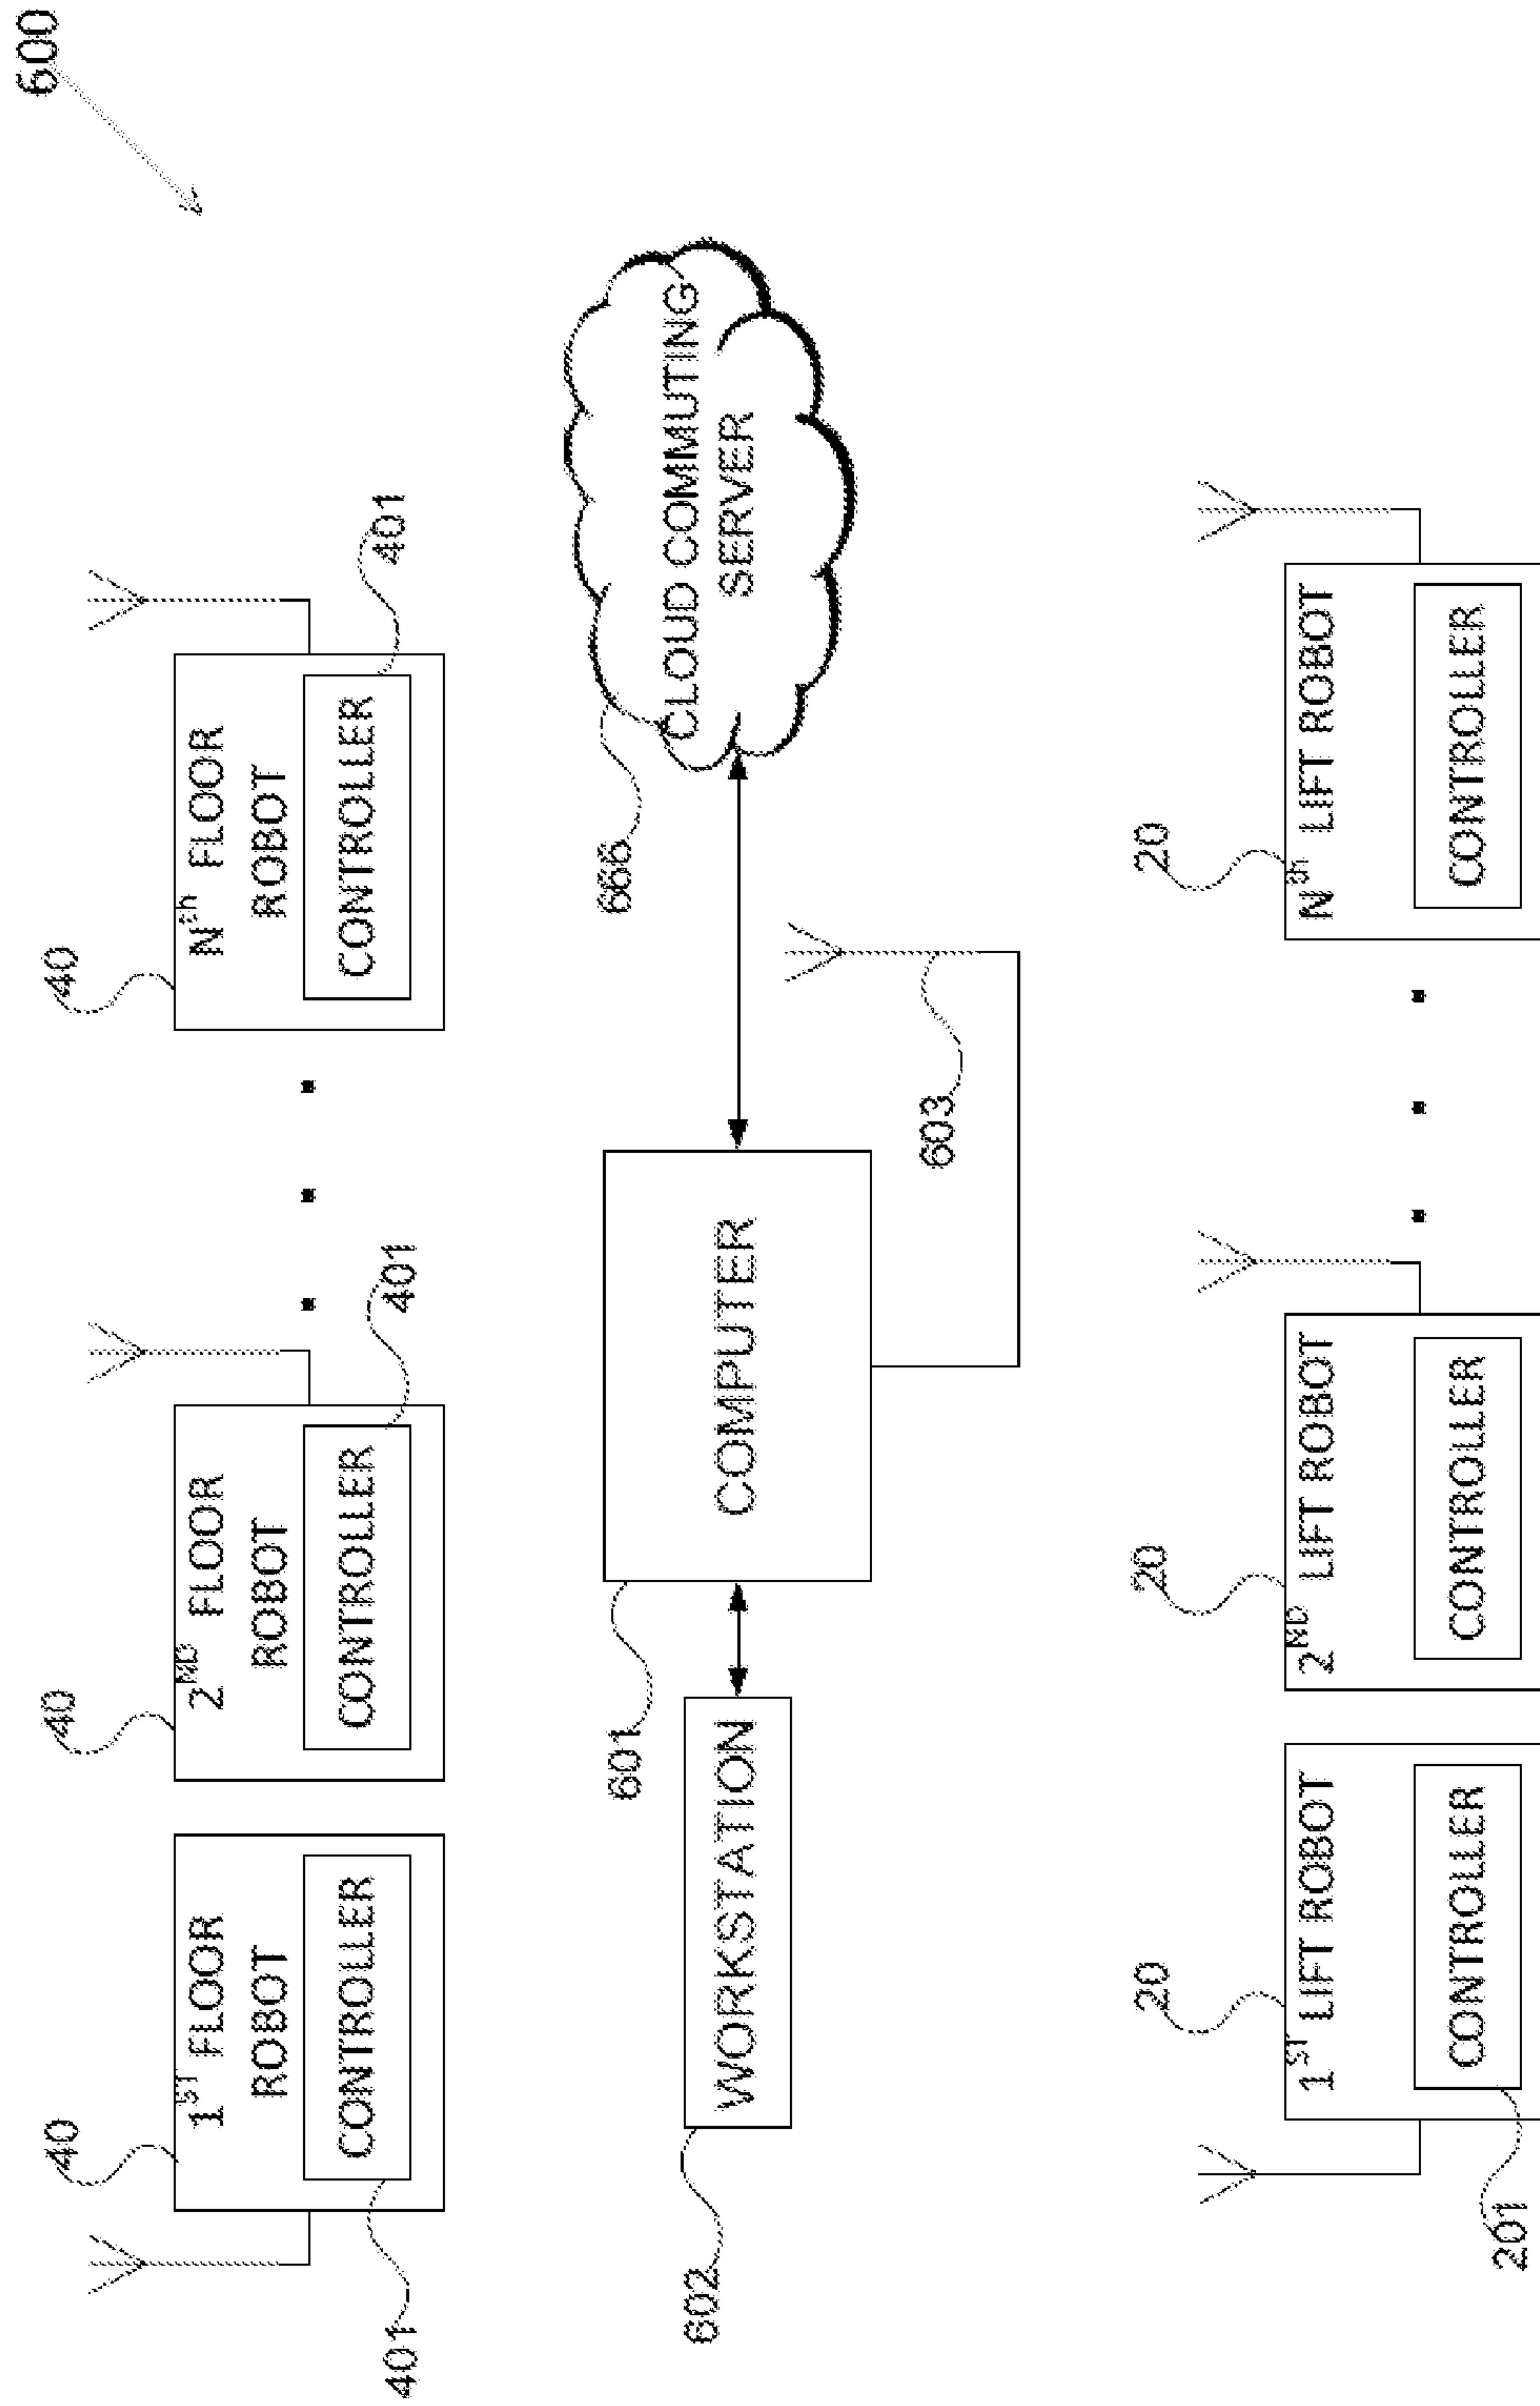 600
40
40
40
1ST FLOOR
ROBOT
CONTROLLER
2ND FLOOR
ROBOT
CONTROLLER
Nth FLOOR
ROBOT
CONTROLLER
401
401
401
602
WORKSTATION
601
COMPUTER
603
666
CLOUD COMMUTING
SERVER
20
20
20
1ST LIFT ROBOT
CONTROLLER
2ND LIFT ROBOT
CONTROLLER
Nth LIFT ROBOT
CONTROLLER
201